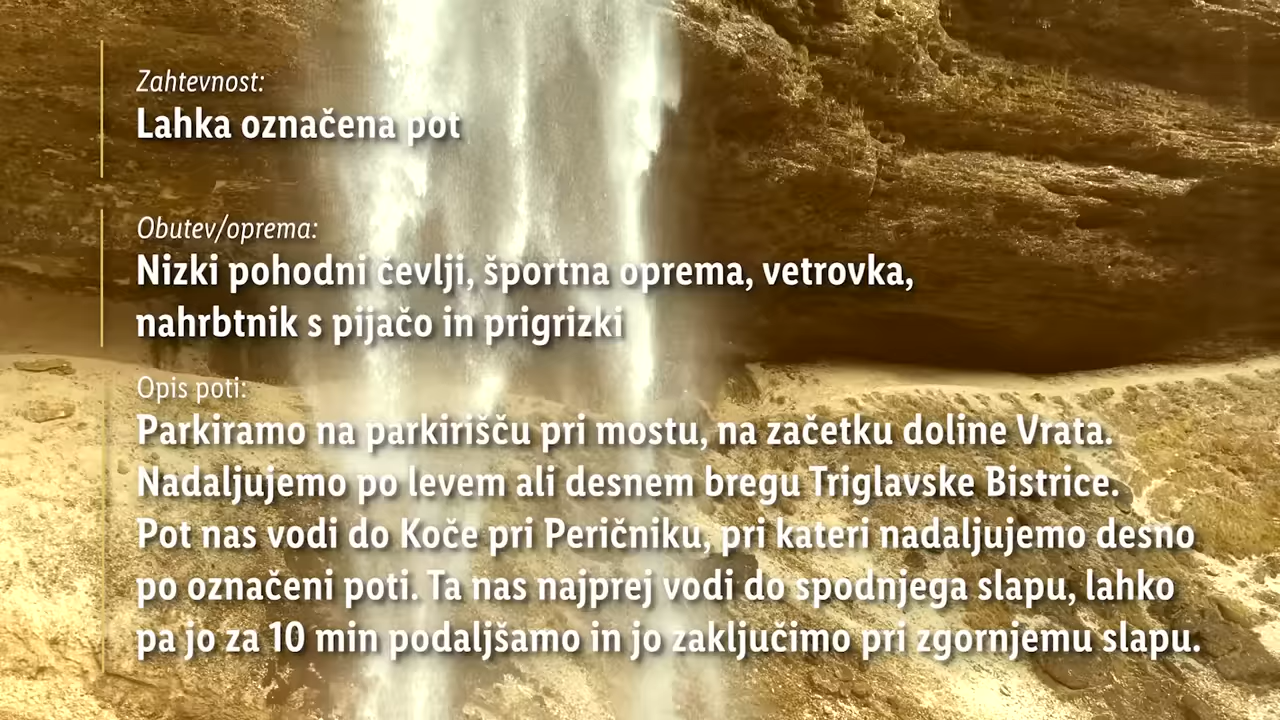 Zahtevnost:
Lahka označena pot
Obutev/oprema:
Nizki pohodni čevlji, športna oprema, vetrovka,
nahrbtnik s pijačo in prigrizki
Opis poti:
Parkiramo na parkirišču pri mostu, na začetku doline Vrata.
Nadaljujemo po levem ali desnem bregu Triglavske Bistrice.
Pot nas vodi do Koče pri Peričniku, pri kateri nadaljujemo desno
po označeni poti. Ta nas najprej vodi do spodnjega slapu, lahko
pa jo za 10 min podaljšamo in jo zaključimo pri zgornjemu slapu.